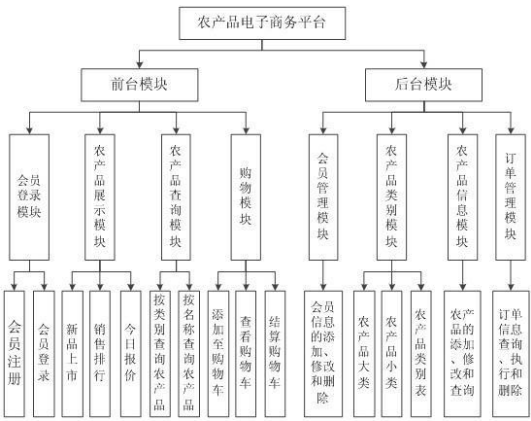 农产品电子商务平台
前台模块
后台模块
会员登录模块
农产品展示模块
农产品查询模块
购物模块
会员管理模块
农产品类别模块
农产品信息模块
订单管理模块
会员注册
会员登录
新品上市
销售排行
今日报价
按类别查询农产品
按名称查询农产品
添加至购物车
查看购物车
结算购物车
会员信息的添加、修改和删除
农产品大类
农产品小类
农产品类别表
农产品的添加、修改和查询
订单信息查询、执行和删除